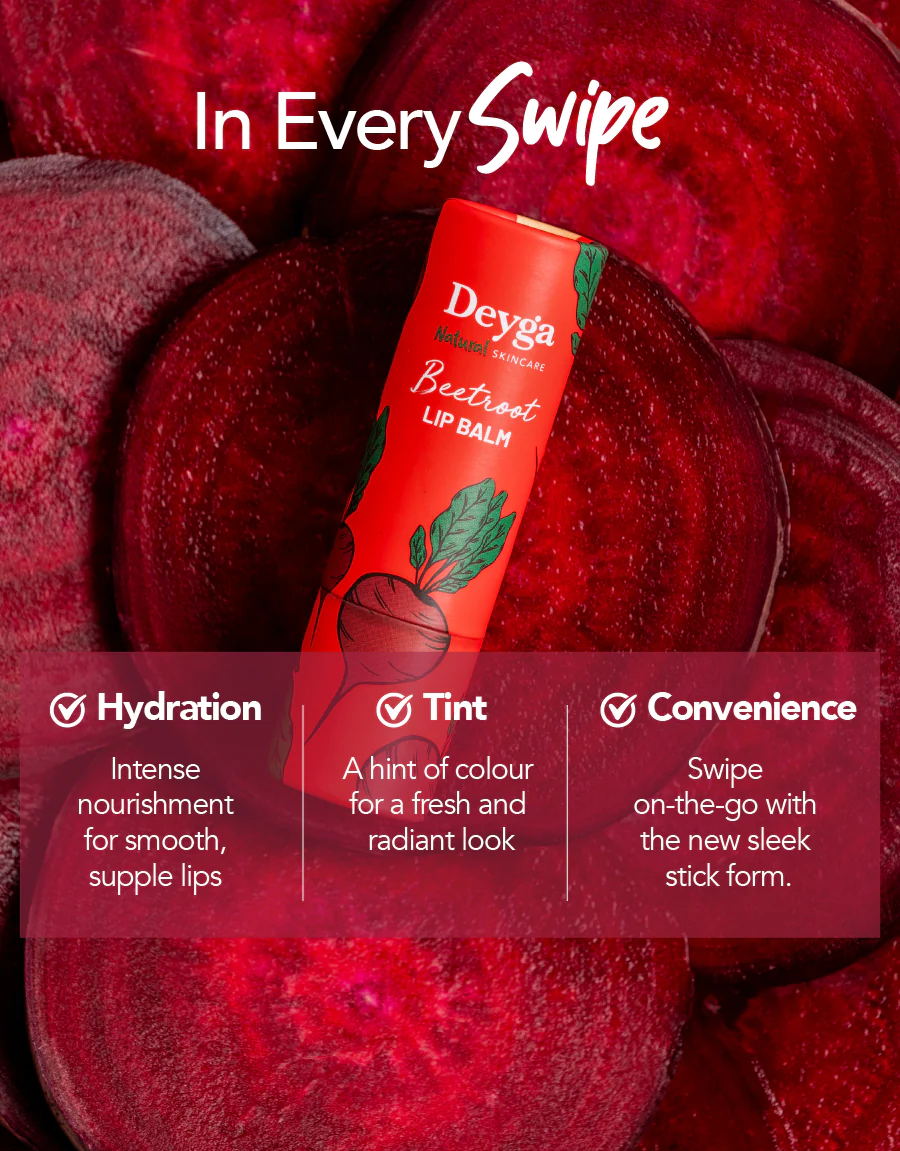 In Every Swipe
Deyga
Natural SKINCARE
Beetroot
LIP BALM
Hydration
Intense
nourishment
for smooth,
supple lips
Tint
A hint of colour
for a fresh and
radiant look
Convenience
Swipe
on-the-go with
the new sleek
stick form.